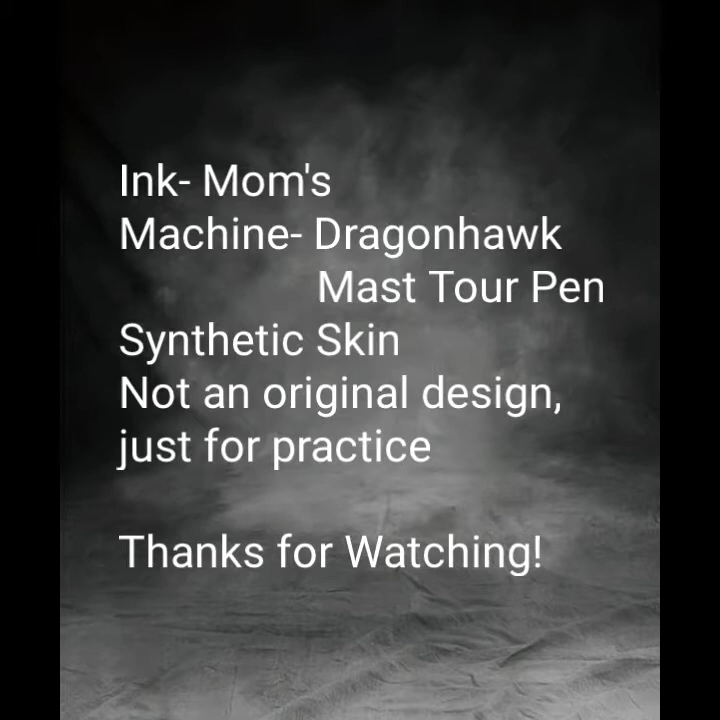 Ink- Mom's
Machine- Dragonhawk
Mast Tour Pen
Synthetic Skin
Not an original design,
just for practice
Thanks for Watching!